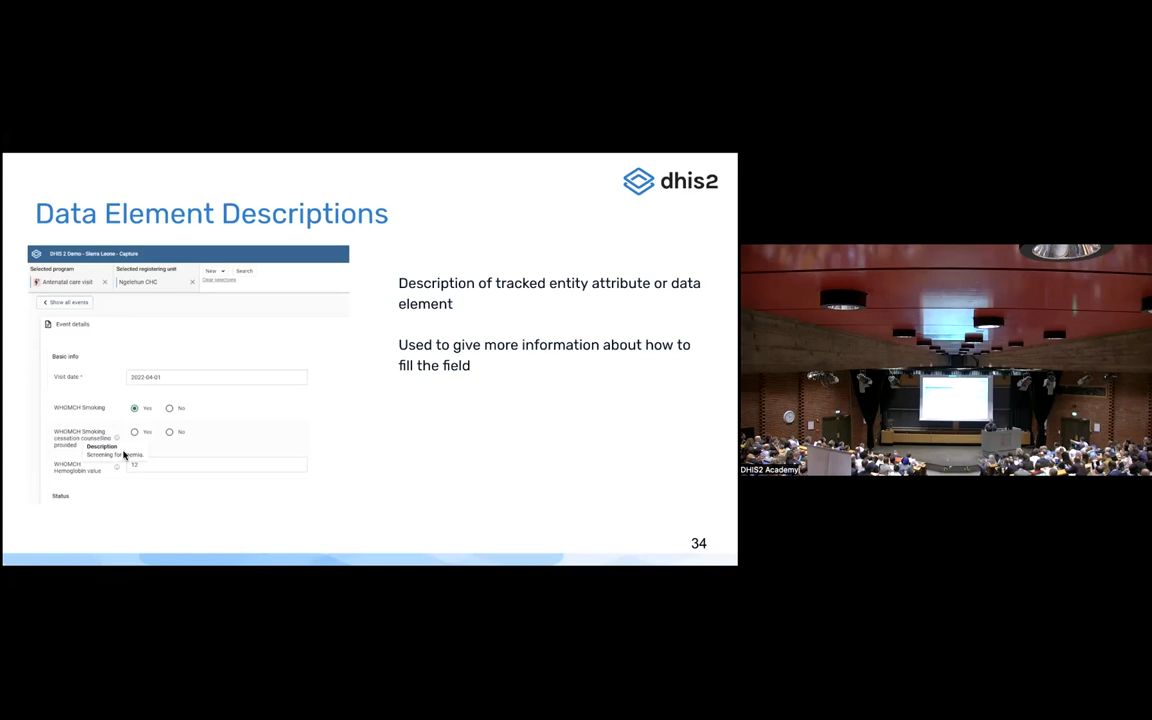 dhis2
Data Element Descriptions
DHIS 2 Demo - Sierra Leone - Capture
Selected program
Selected registering unit
New
Search
Antenatal care visit
Ngelehun CHC
Clear selections
Show all events
Event details
Basic info
Visit date *
2022-04-01
WHOMCH Smoking
Yes
No
WHOMCH Smoking
cessation counselling
provided
Yes
No
Description
Screening for
WHOMCH
Hemoglobin value
12
Status
Description of tracked entity attribute or data
element
Used to give more information about how to
fill the field
34
DHIS2 Academy